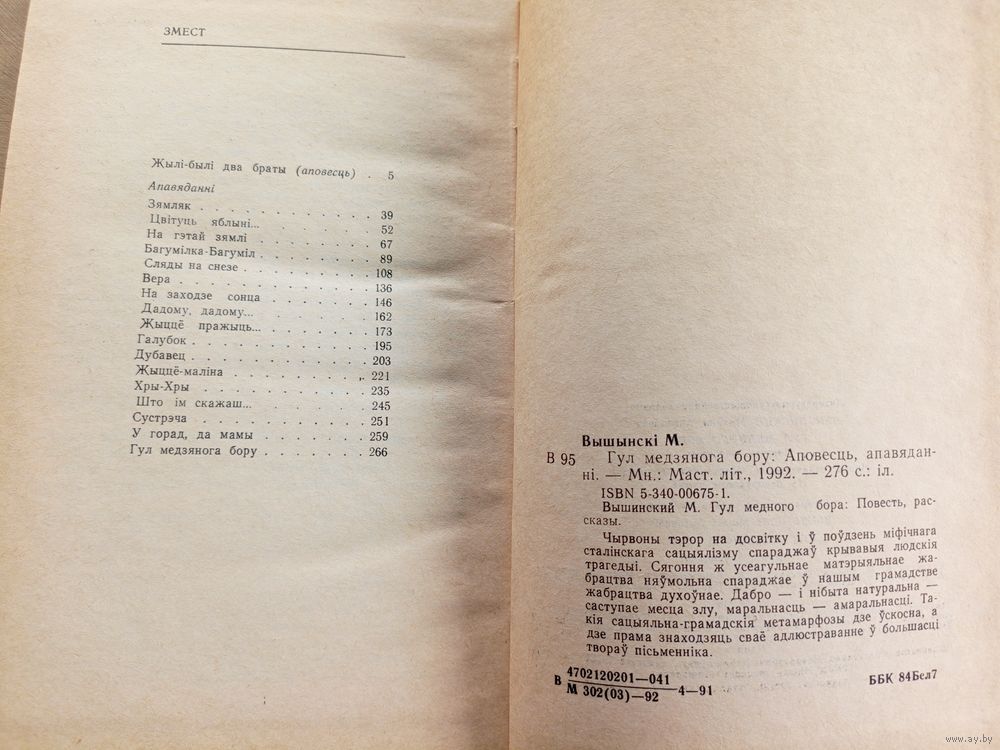 ЗМЕСТ
Жылі-былі два браты (аповесць) . 5
Апавяданні
Зямляк . . . . . . . . . . 39
Цвітуць яблыні... . . . . . . 52
На гэтай зямлі . . . . . . . 67
Багумілка-Багуміл . . . . . . 89
Сляды на снезе . . . . . . . 108
Вера . . . . . . . . . . . 136
На заходзе сонца . . . . . . 146
Дадому, дадому... . . . . . . 162
Жыццё пражыць... . . . . . . 173
Галубок . . . . . . . . . . 195
Дубавец . . . . . . . . . . 203
Жыццё-маліна . . . . . . . . 221
Хры-Хры . . . . . . . . . . 235
Што ім скажаш... . . . . . . 245
Сустрэча . . . . . . . . . . 251
У горад, да мамы . . . . . . 259
Гул медзянога бору . . . . . . 266
Вышынскі М.
В 95 Гул медзянога бору: Аповесць, апавядан-
ні. — Мн.: Маст. літ., 1992. — 276 с.: іл.
ISBN 5-340-00675-1.
Вышинский М. Гул медного бора: Повесть, рас-
сказы.
Чырвоны тэрор на досвітку і ў поўдзень міфічнага
сталінскага сацыялізму спараджаў крывавыя людскія
трагедыі. Сягоння ж усеагульнае матэрыяльнае жа-
брацтва няўмольна спараджае ў нашым грамадстве
жабрацтва духоўнае. Дабро — і нібыта натуральна —
саступае месца злу, маральнасць — амаральнасці. Та-
кія сацыяльна-грамадскія метамарфозы дзе ўскосна, а
дзе прама знаходзяць сваё адлюстраванне ў большасці
твораў пісьменніка.
В 4702120201—041
М 302(03)—92 4—91
ББК 84Бел7
www.ay.by